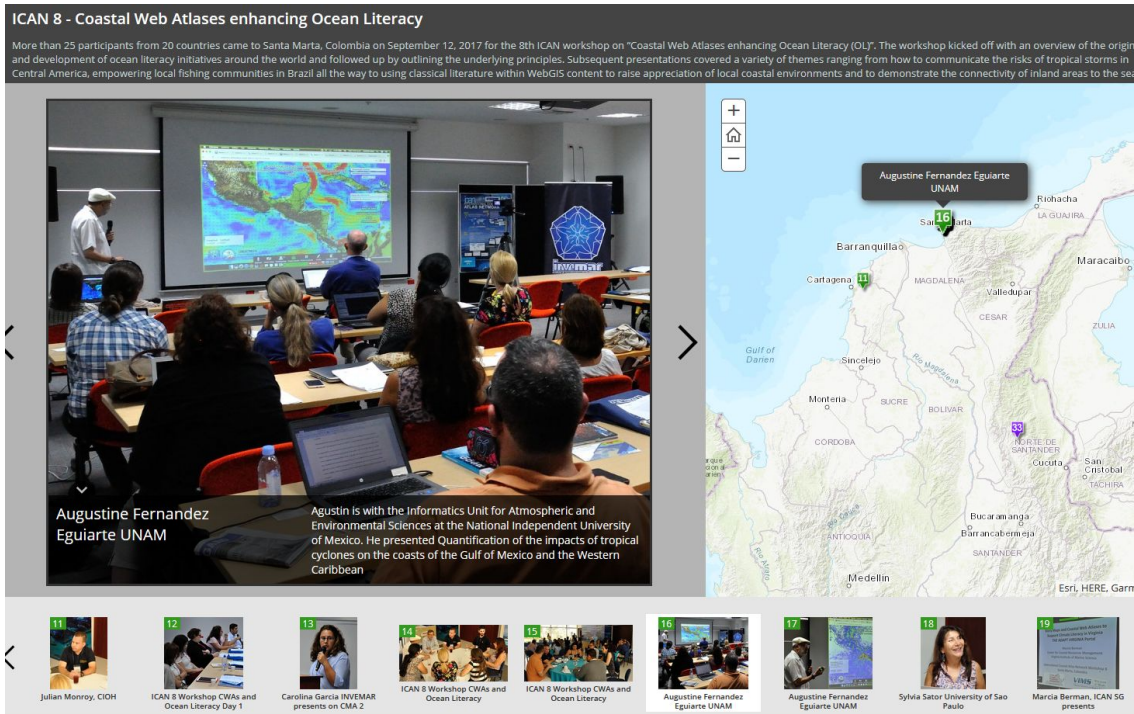 ICAN 8 - Coastal Web Atlases enhancing Ocean Literacy
More than 25 participants from 20 countries came to Santa Marta, Colombia on September 12, 2017 for the 8th ICAN workshop on "Coastal Web Atlases enhancing Ocean Literacy (OL)". The workshop kicked off with an overview of the origin
and development of ocean literacy initiatives around the world and followed up by outlining the underlying principles. Subsequent presentations covered a variety of themes ranging from how to communicate the risks of tropical storms in
Central America, empowering local fishing communities in Brazil all the way to using classical literature within WebGIS content to raise appreciation of local coastal environments and to demonstrate the connectivity of inland areas to the sea
ATLAS NETWORK
Augustine Fernandez
Eguiarte UNAM
Agustin is with the Informatics Unit for Atmospheric and
Environmental Sciences at the National Independent University
of Mexico. He presented Quantification of the impacts of tropical
cyclones on the coasts of the Gulf of Mexico and the Western
Caribbean
+
−
Augustine Fernandez Eguiarte
UNAM
Riohacha
LA GUAJIRA
16
Barranquilla
Maracaibo
Cartagena
11
MAGDALENA
Valledupar
CESAR
ZULIA
Gulf of
Darien
Sincelejo
Rio Magdalena
Monteria
SUCRE
BOLIVAR
33
CORDOBA
NORTE DE
SANTANDER
Cucuta
San
Cristobal
TACHIRA
Bucaramanga
Barrancabermeja
ANTIOQUIA
SANTANDER
Medellin
Esri, HERE, Garm
11
Julian Monroy, CIOH
12
ICAN 8 Workshop CWAs and
Ocean Literacy Day 1
13
Carolina Garcia INVEMAR
presents on CMA 2
14
ICAN 8 Workshop CWAs and
Ocean Literacy
15
ICAN 8 Workshop CWAs and
Ocean Literacy
16
Augustine Fernandez
Eguiarte UNAM
17
Augustine Fernandez
Eguiarte UNAM
18
Sylvia Sator University of Sao
Paulo
19
Marcia Berman, ICAN SG
presents